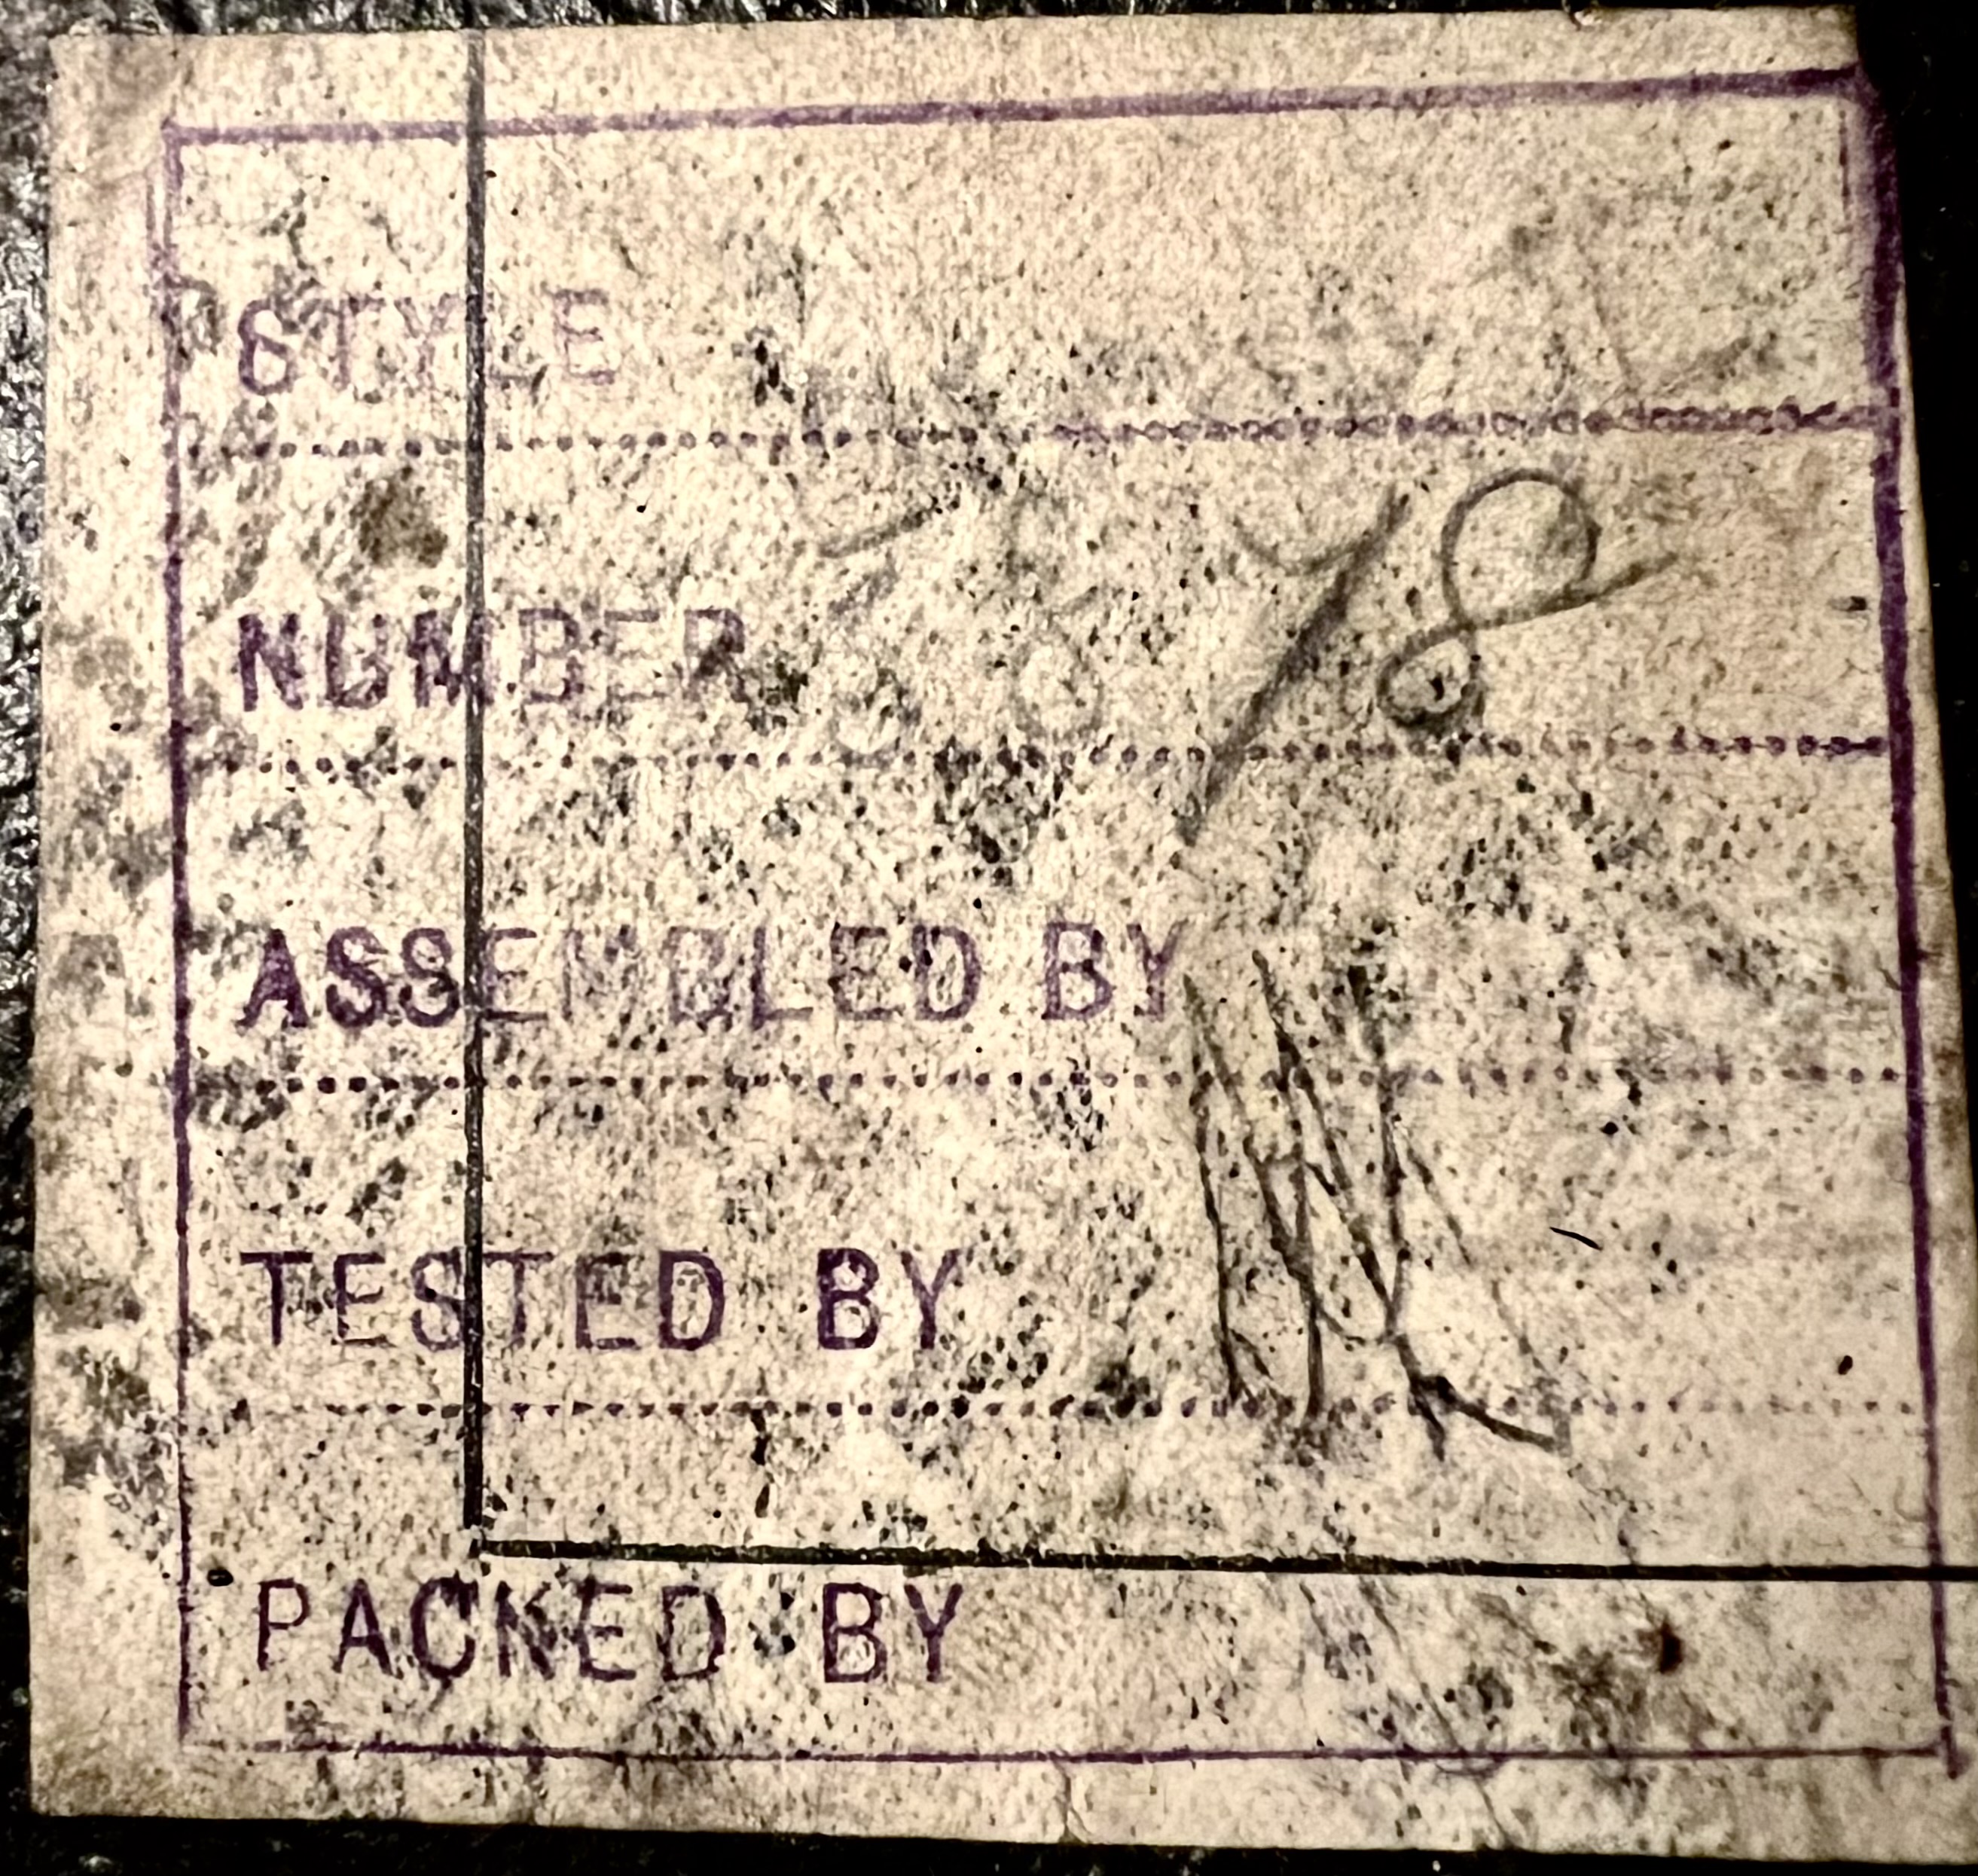 STYLE
NUMBER
ASSEMBLED BY
TESTED BY
PACKED BY